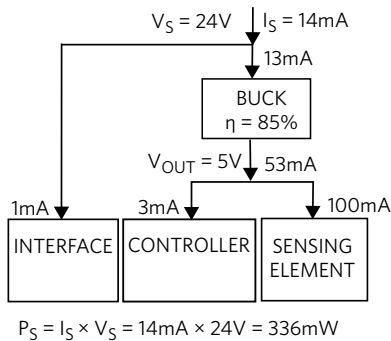 V_S = 24V I_S = 14mA
13mA
BUCK
η = 85%
V_OUT = 5V 53mA
1mA 3mA 100mA
INTERFACE CONTROLLER SENSING
ELEMENT
P_S = I_S × V_S = 14mA × 24V = 336mW